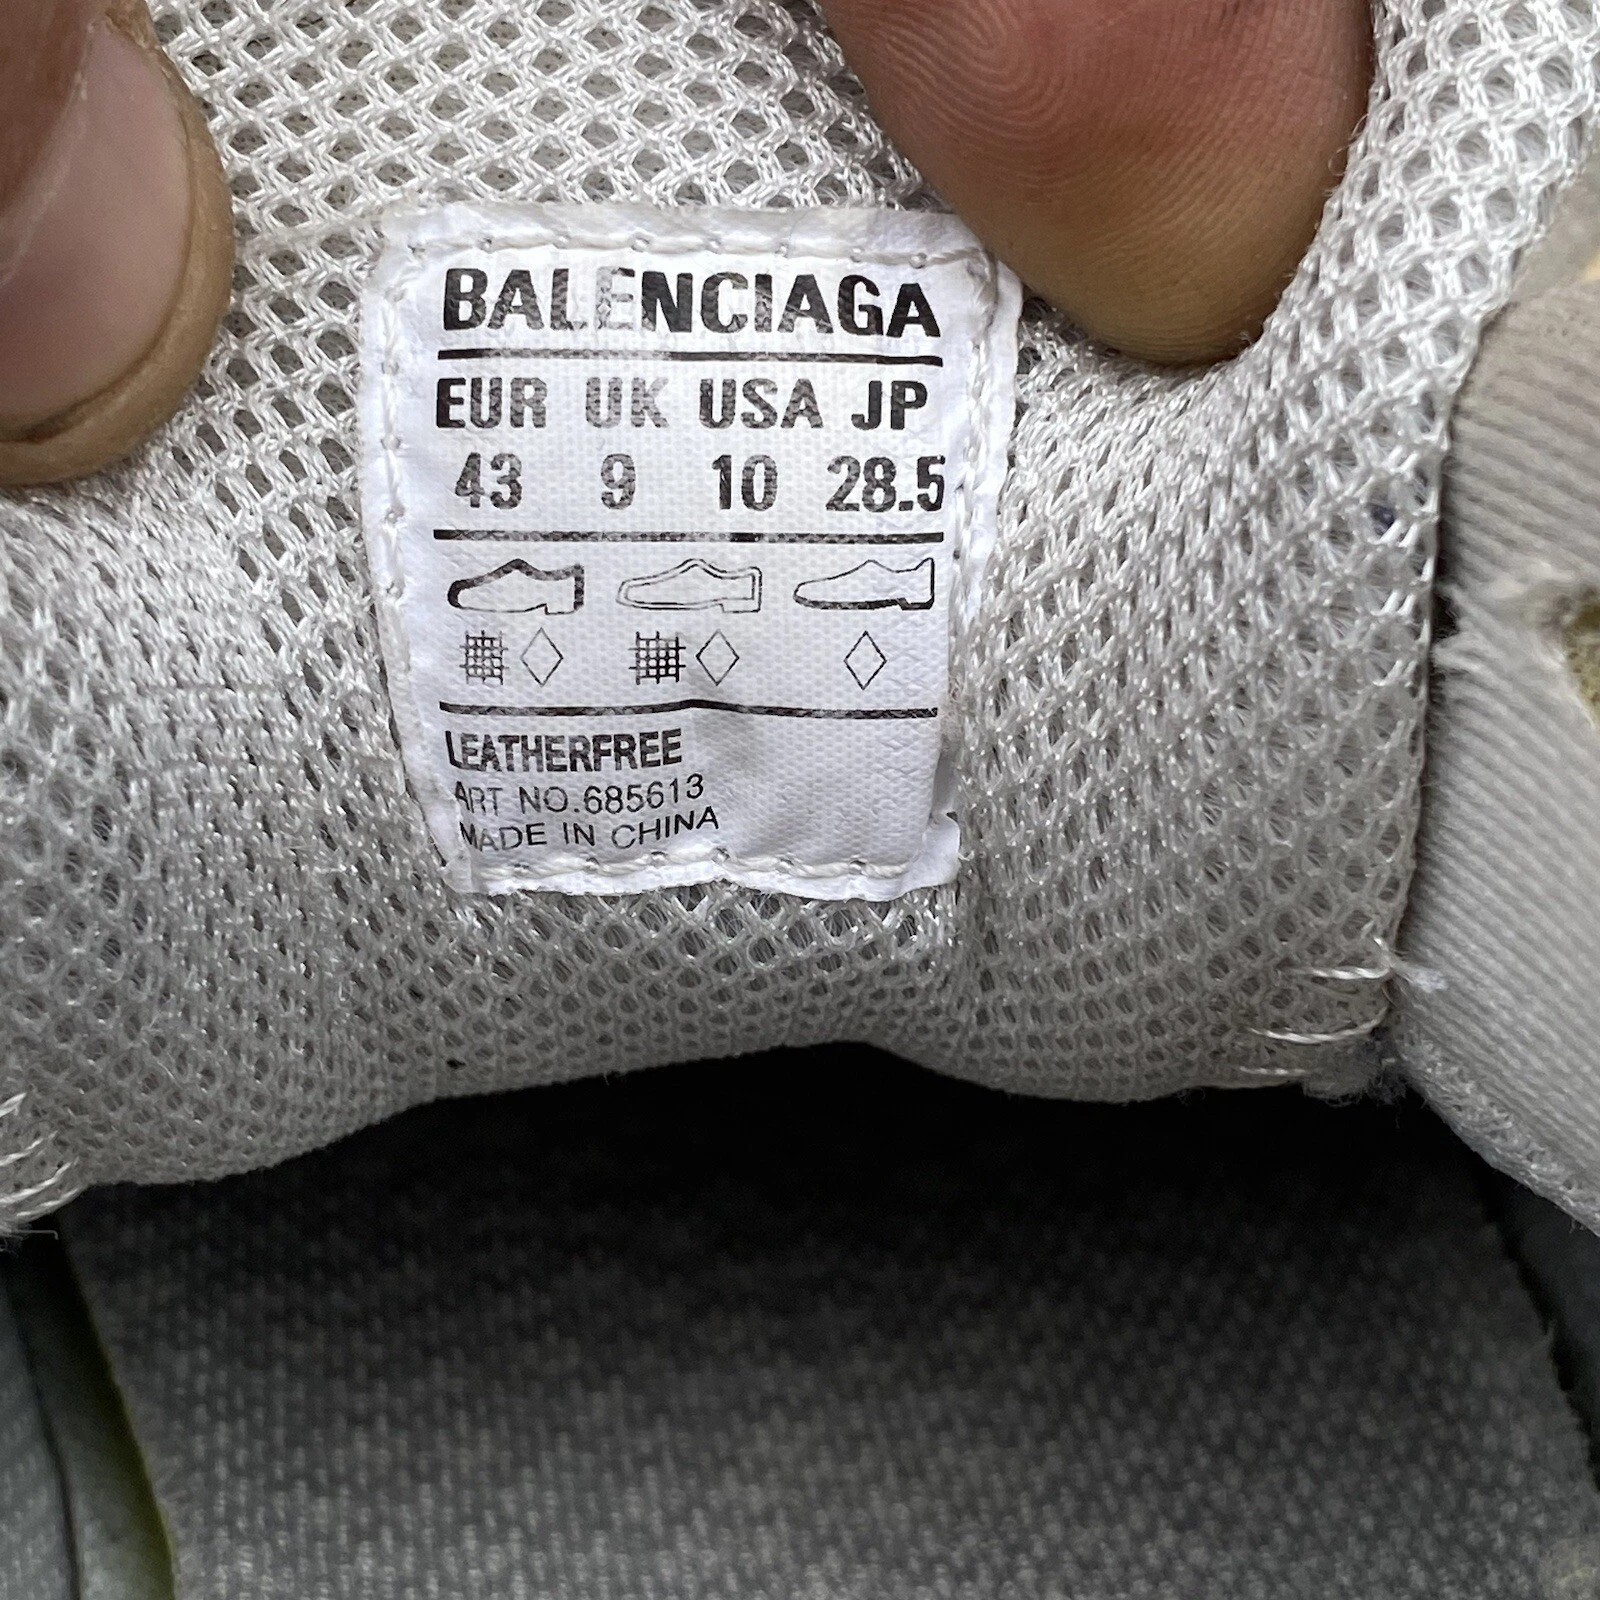 BALENCIAGA
EUR UK USA JP
43 9 10 28.5
LEATHERFREE
ART NO.685613
MADE IN CHINA